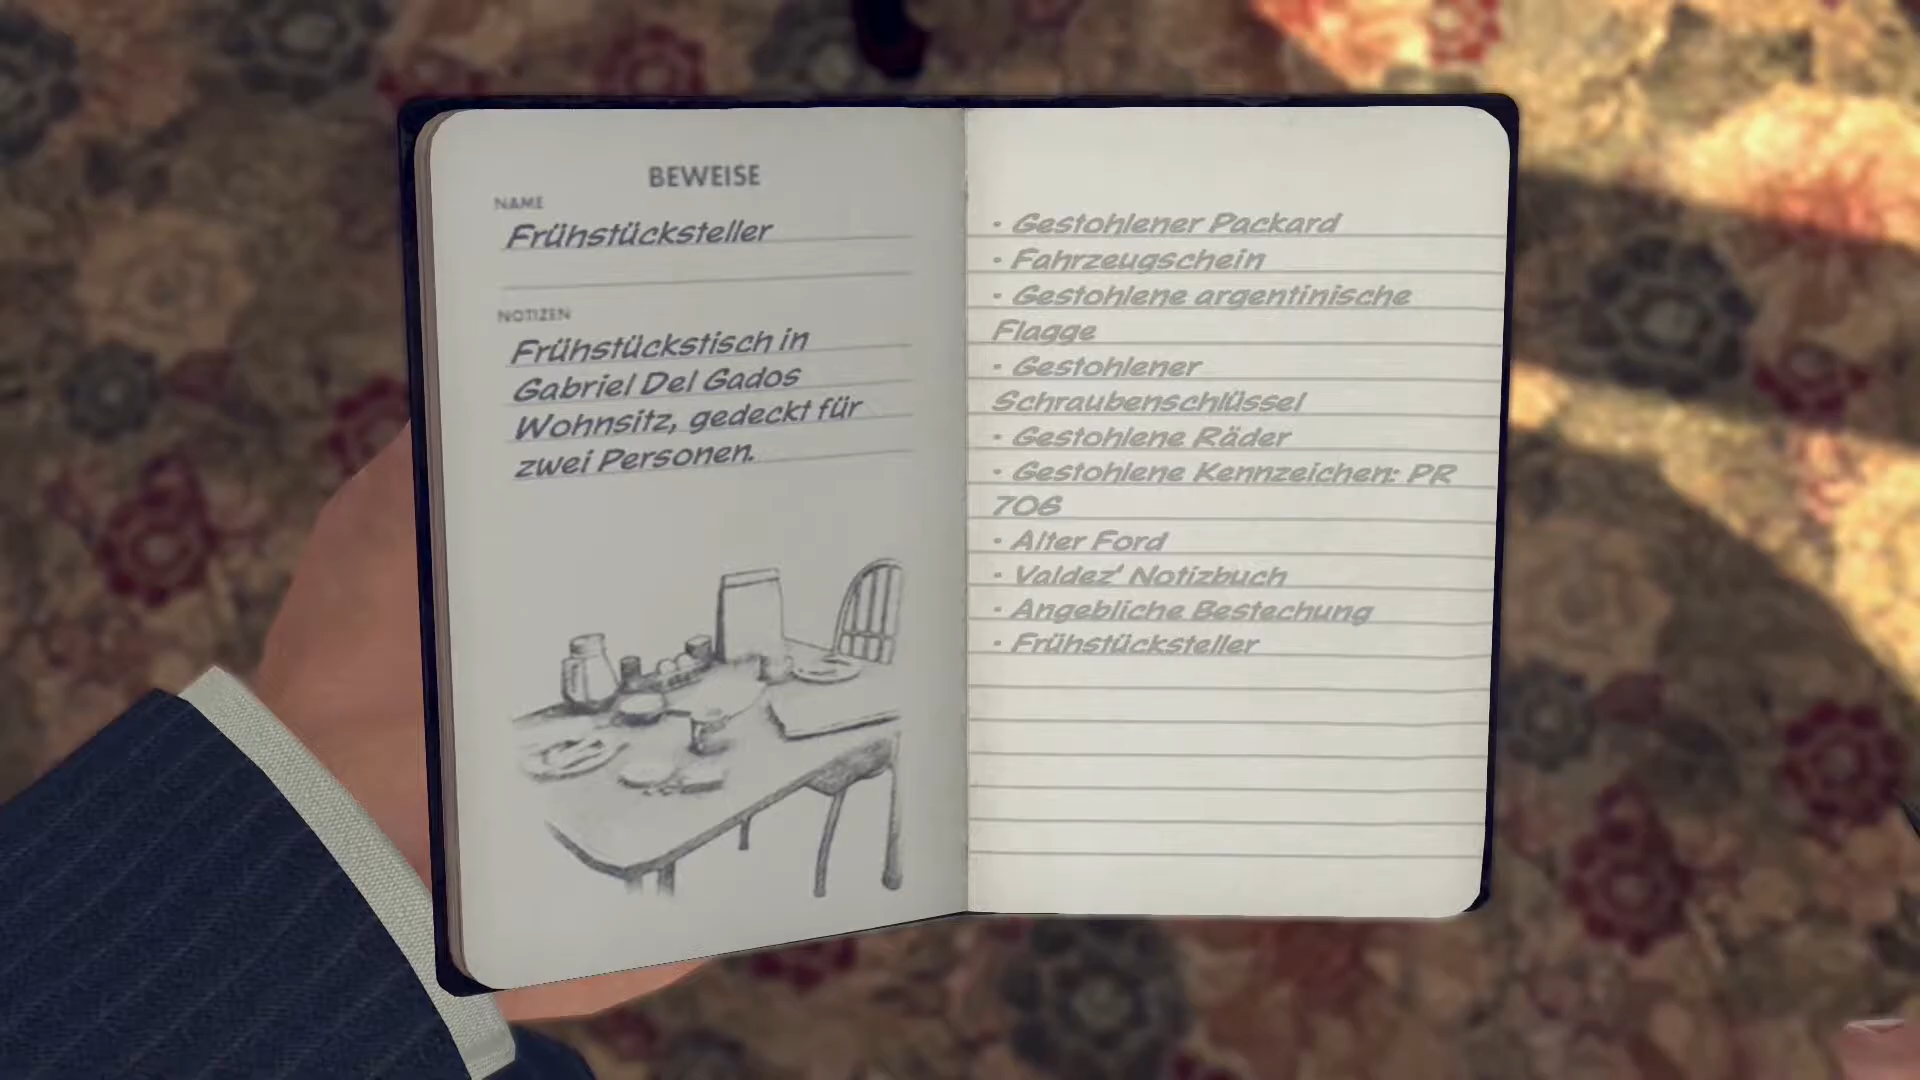 BEWEISE
NAME
Frühstücksteller
NOTIZEN
Frühstückstisch in
Gabriel Del Gados
Wohnsitz, gedeckt für
zwei Personen.
- Gestohlener Packard
- Fahrzeugschein
- Gestohlene argentinische
Flagge
- Gestohlener
Schraubenschlüssel
- Gestohlene Räder
- Gestohlene Kennzeichen: PR
706
- Alter Ford
- Valdez' Notizbuch
- Angebliche Bestechung
- Frühstücksteller